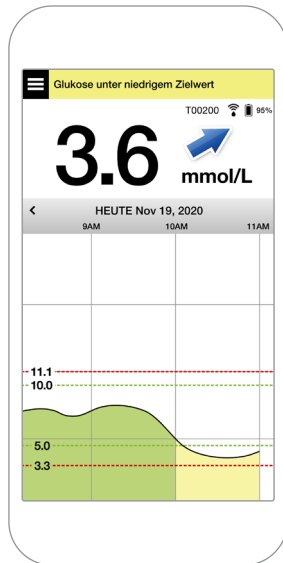 Glukose unter niedrigem Zielwert
T00200 95%
3.6
mmol/L
< HEUTE Nov 19, 2020
9AM 10AM 11AM
11.1
10.0
5.0
3.3